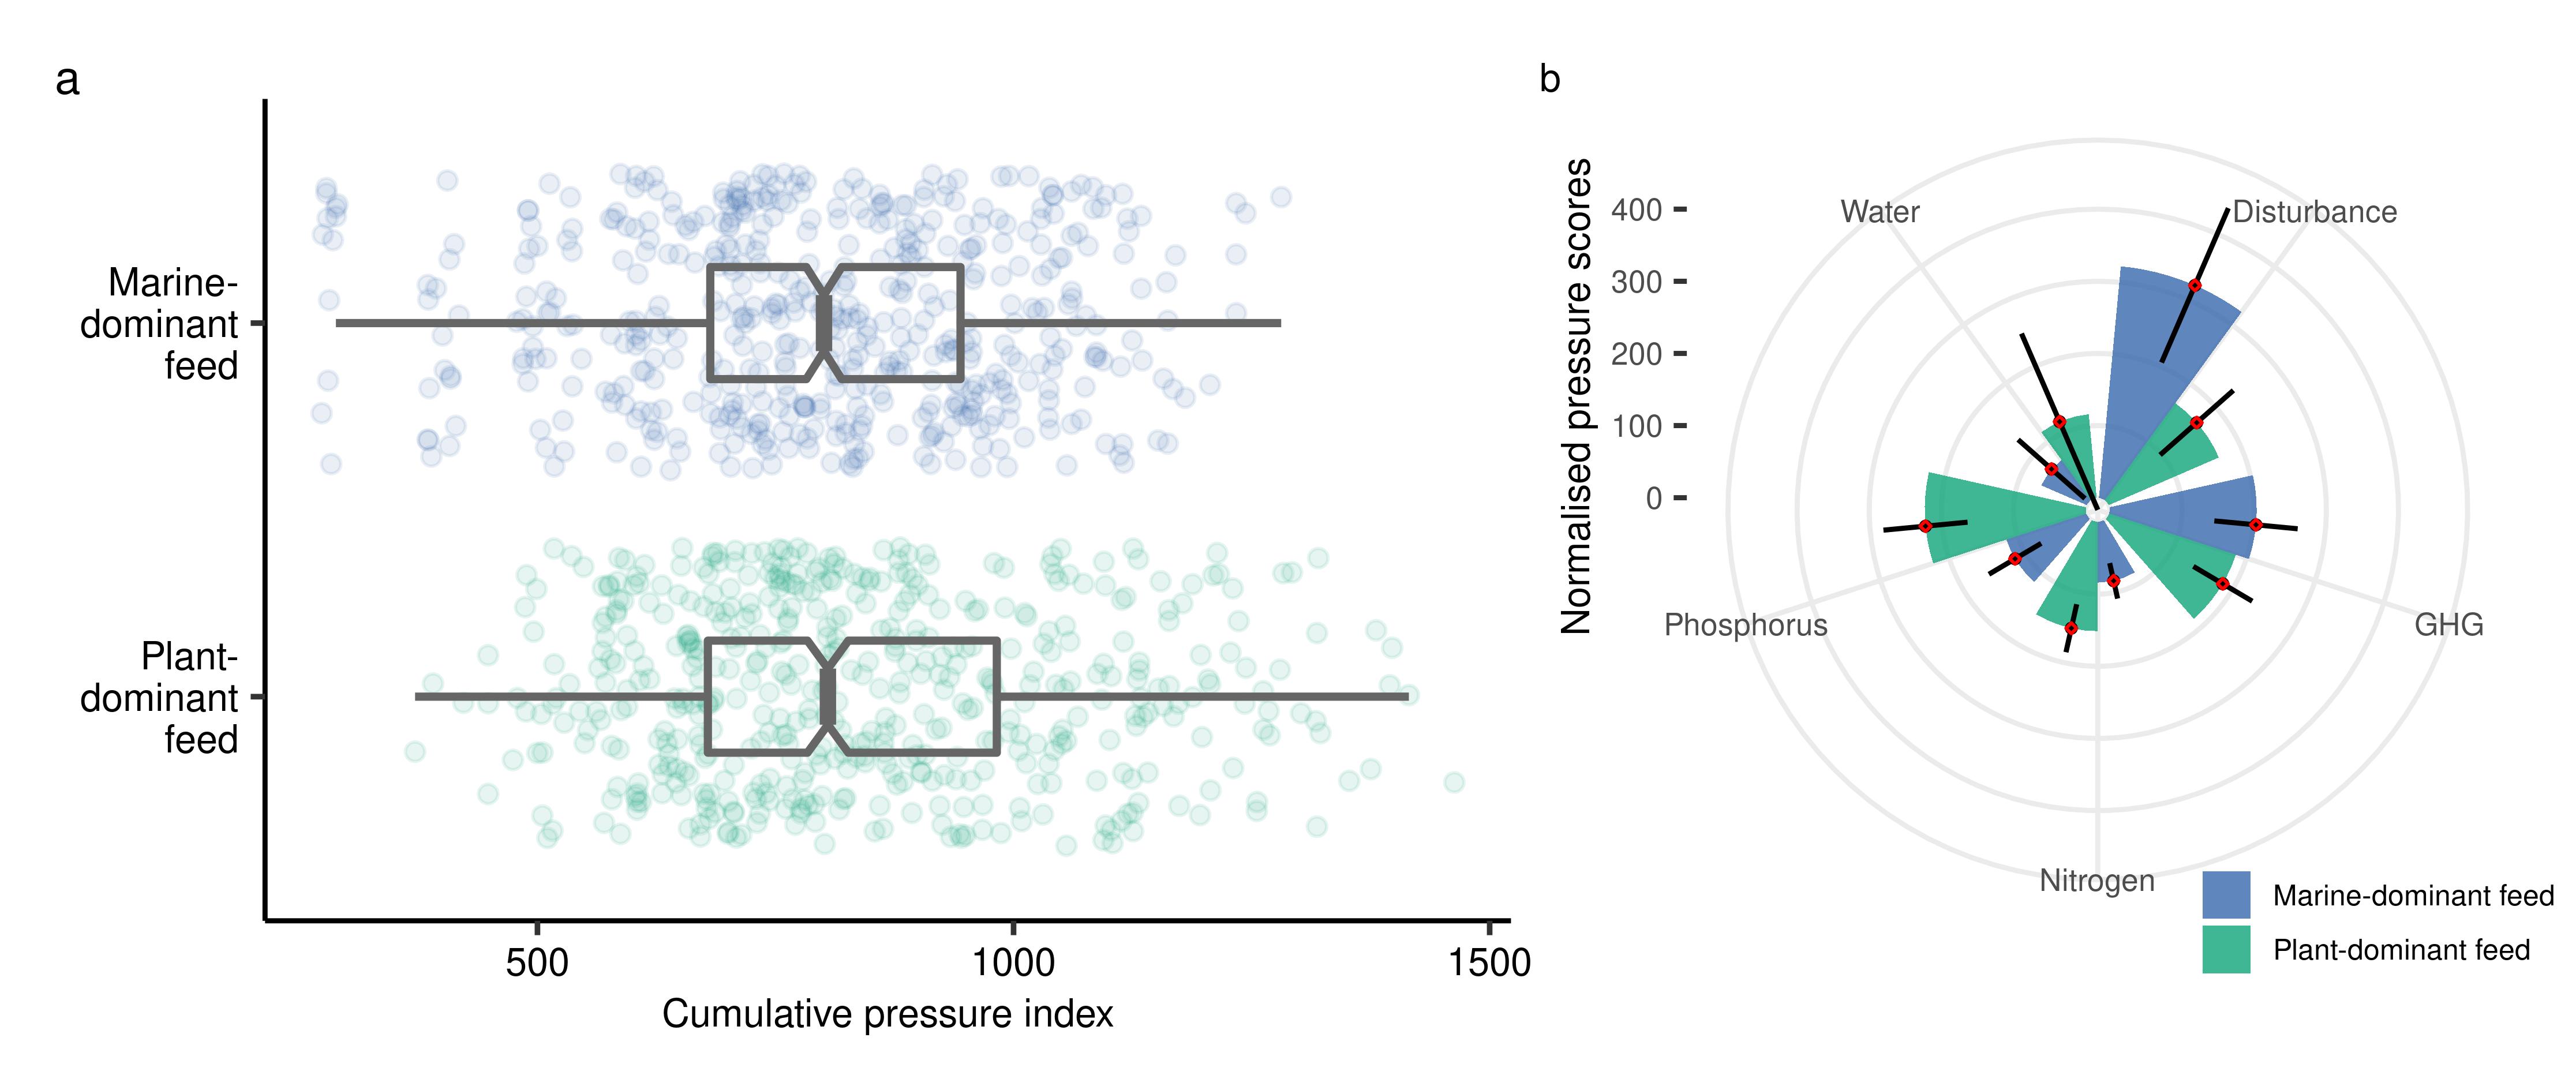 a
Marine-
dominant
feed
Plant-
dominant
feed
500
1000
1500
Cumulative pressure index
b
Normalised pressure scores
400
300
200
100
0
Water
Disturbance
Phosphorus
GHG
Nitrogen
Marine-dominant feed
Plant-dominant feed